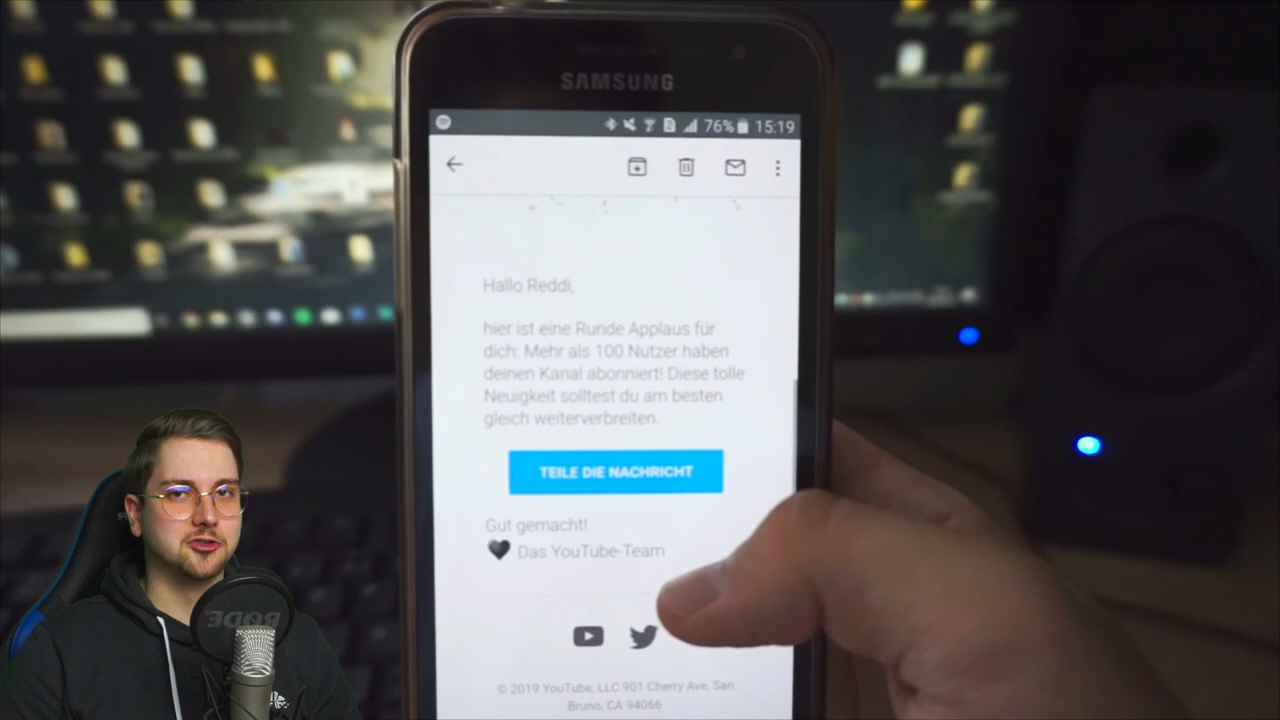 SAMSUNG
76% 15:19
Hallo Reddi,
hier ist eine Runde Applaus für
dich: Mehr als 100 Nutzer haben
deinen Kanal abonniert! Diese tolle
Neuigkeit solltest du am besten
gleich weiterverbreiten.
TEILE DIE NACHRICHT
Gut gemacht!
Das YouTube-Team
© 2019 YouTube, LLC 901 Cherry Ave, San
Bruno, CA 94066
RODE